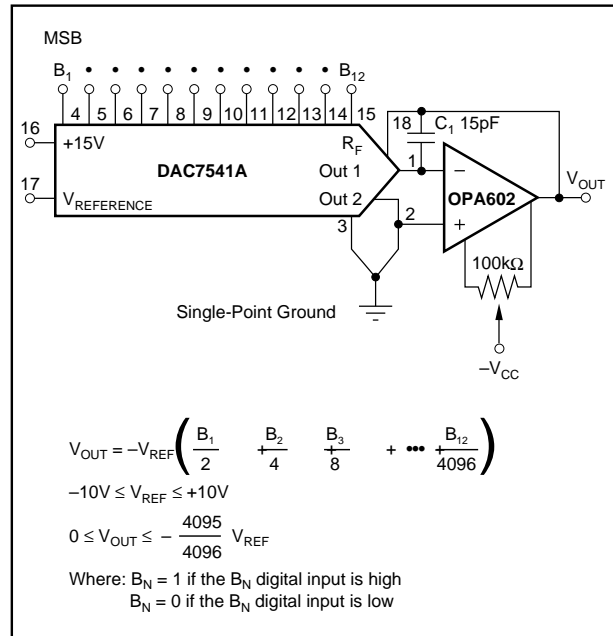 MSB
B1 • • • • • • • • • • B12
4 5 6 7 8 9 10 11 12 13 14 15
16 +15V
RF 18 C1 15pF
DAC7541A
Out 1 1 –
17 VREFERENCE
Out 2 2 +
3
OPA602
VOUT
100kΩ
Single-Point Ground
–VCC
VOUT = –VREF ( B1/2 + B2/4 + B3/8 + ••• + B12/4096 )
–10V ≤ VREF ≤ +10V
0 ≤ VOUT ≤ – 4095/4096 VREF
Where: BN = 1 if the BN digital input is high
BN = 0 if the BN digital input is low